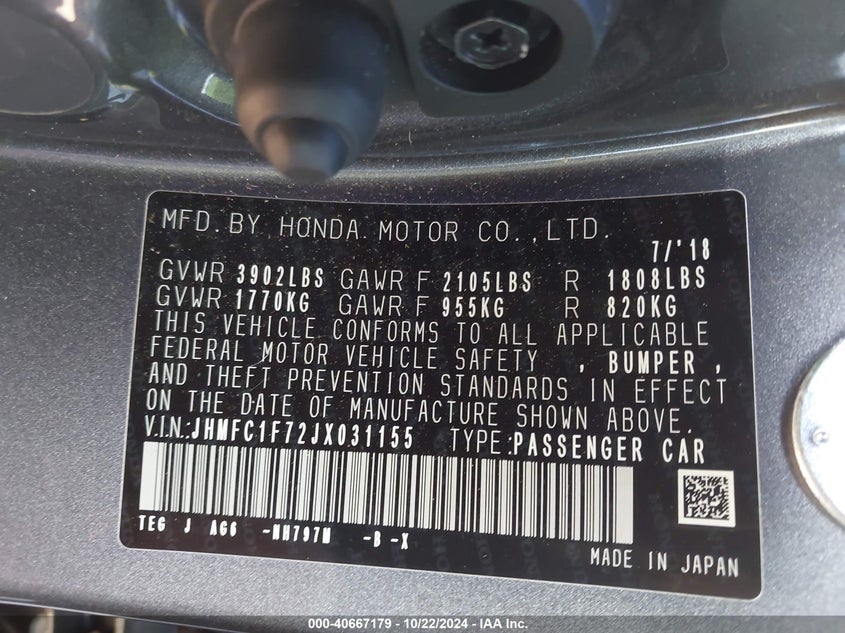 MFD. BY HONDA MOTOR CO.,LTD.
7/'18
GVWR 3902LBS GAWR F 2105LBS R 1808LBS
GVWR 1770KG GAWR F 955KG R 820KG
THIS VEHICLE CONFORMS TO ALL APPLICABLE
FEDERAL MOTOR VEHICLE SAFETY , BUMPER ,
AND THEFT PREVENTION STANDARDS IN EFFECT
ON THE DATE OF MANUFACTURE SHOWN ABOVE.
V.I.N.:JHMFC1F72JX031155 TYPE:PASSENGER CAR
TEG J AG6 -NH797M -B -X
MADE IN JAPAN
000-40667179 - 10/22/2024 - IAA Inc.